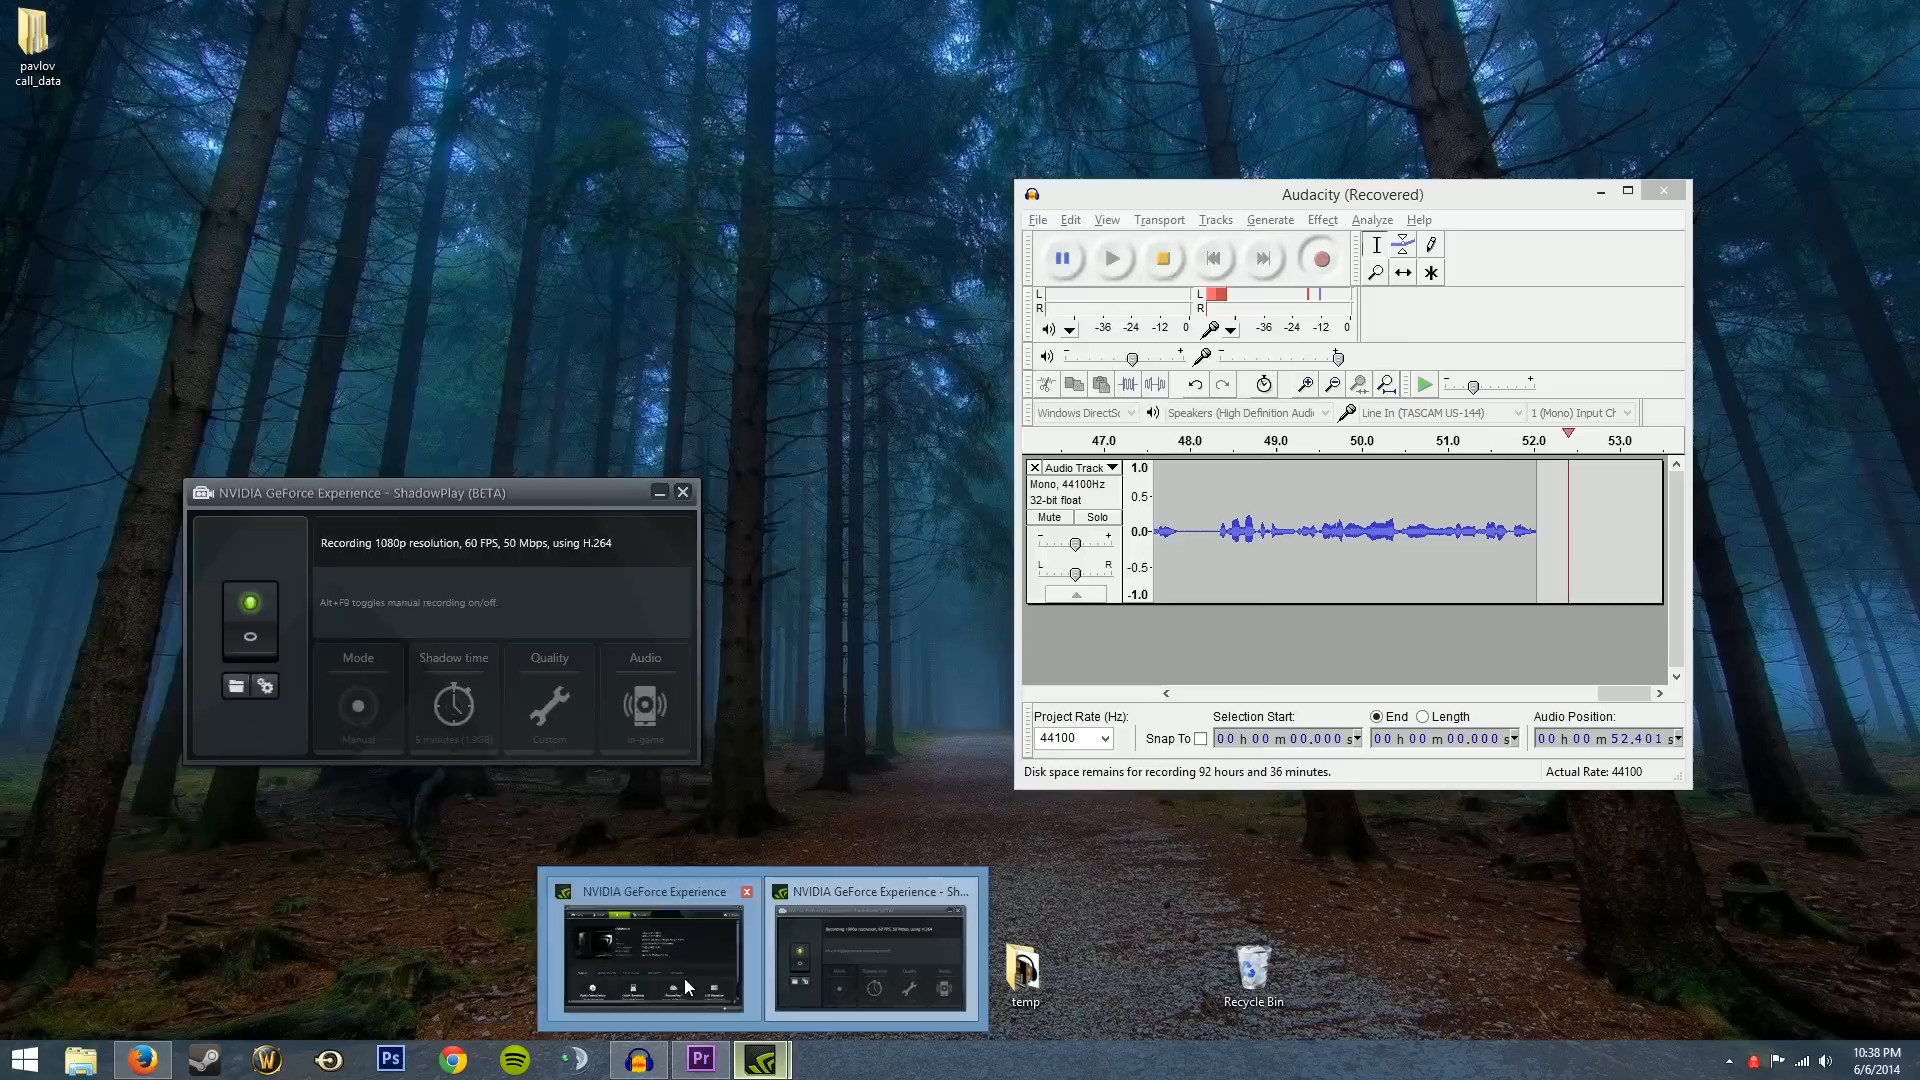 pavlov
call_data
NVIDIA GeForce Experience - ShadowPlay (BETA)
Recording 1080p resolution, 60 FPS, 50 Mbps, using H.264
Alt+F9 toggles manual recording on/off.
Mode
Shadow time
Quality
Audio
Manual
5 minutes (1.9GB)
Custom
In-game
Audacity (Recovered)
File Edit View Transport Tracks Generate Effect Analyze Help
L
R
-36 -24 -12 0
L
R
-36 -24 -12 0
Windows DirectSc
Speakers (High Definition Audi
Line In (TASCAM US-144)
1 (Mono) Input Ch
47.0 48.0 49.0 50.0 51.0 52.0 53.0
Audio Track
Mono, 44100Hz
32-bit float
Mute Solo
L R
1.0
0.5
0.0
-0.5
-1.0
Project Rate (Hz):
44100
Snap To
Selection Start:
00 h 00 m 00.000 s
End Length
00 h 00 m 00.000 s
Audio Position:
00 h 00 m 52.401 s
Disk space remains for recording 92 hours and 36 minutes.
Actual Rate: 44100
NVIDIA GeForce Experience
NVIDIA GeForce Experience - Sh...
temp
Recycle Bin
Ps
Pr
10:38 PM
6/6/2014